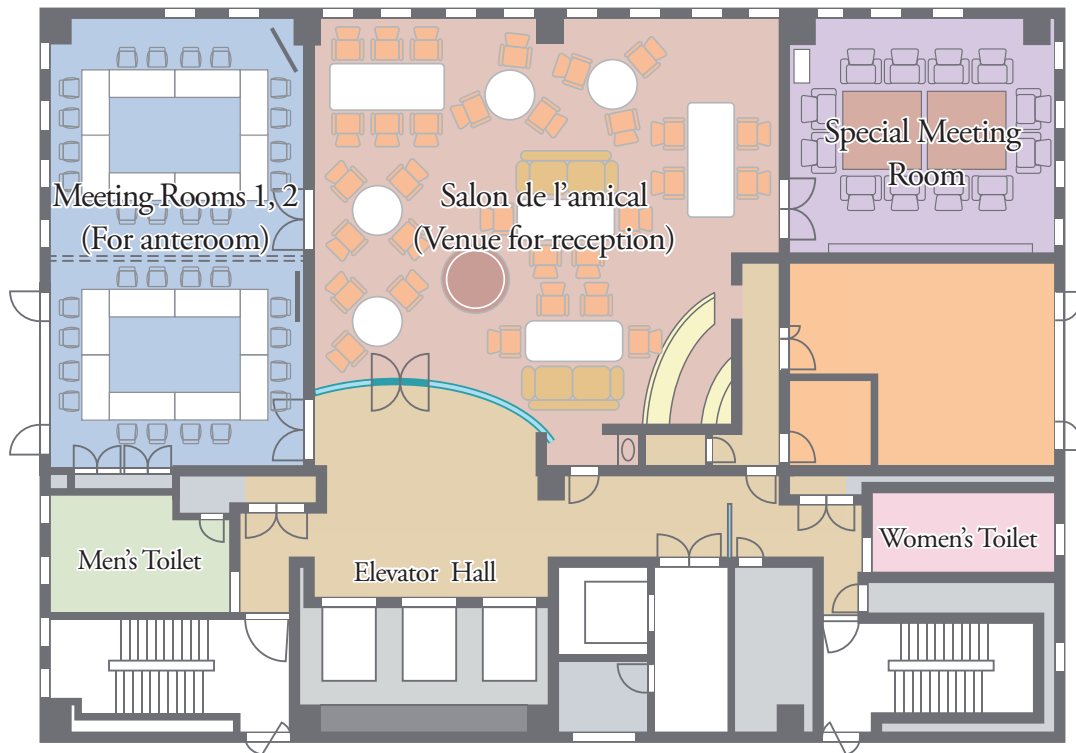 Meeting Rooms 1, 2
(For anteroom)
Salon de l'amical
(Venue for reception)
Special Meeting
Room
Men's Toilet
Elevator Hall
Women's Toilet